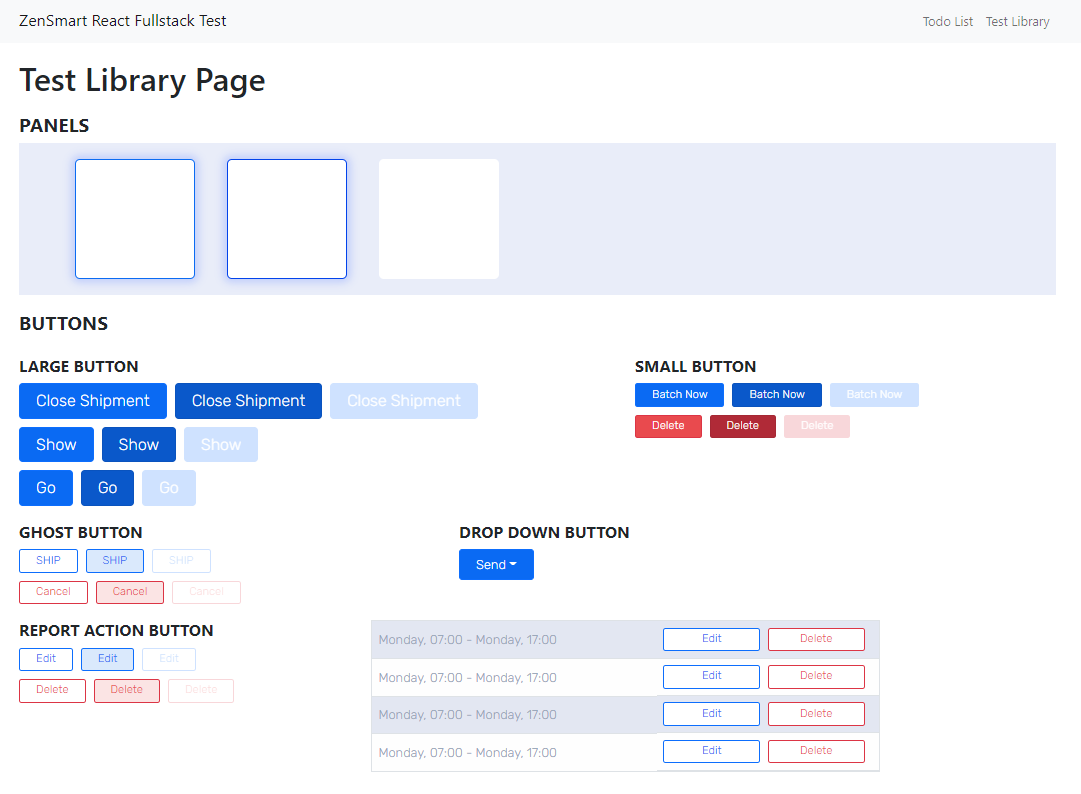 ZenSmart React Fullstack Test
Todo List Test Library
Test Library Page
PANELS
BUTTONS
LARGE BUTTON
Close Shipment Close Shipment Close Shipment
Show Show Show
Go Go Go
SMALL BUTTON
Batch Now Batch Now Batch Now
Delete Delete Delete
GHOST BUTTON
SHIP SHIP SHIP
Cancel Cancel Cancel
DROP DOWN BUTTON
Send
REPORT ACTION BUTTON
Edit Edit Edit
Delete Delete Delete
Monday, 07:00 - Monday, 17:00 Edit Delete
Monday, 07:00 - Monday, 17:00 Edit Delete
Monday, 07:00 - Monday, 17:00 Edit Delete
Monday, 07:00 - Monday, 17:00 Edit Delete